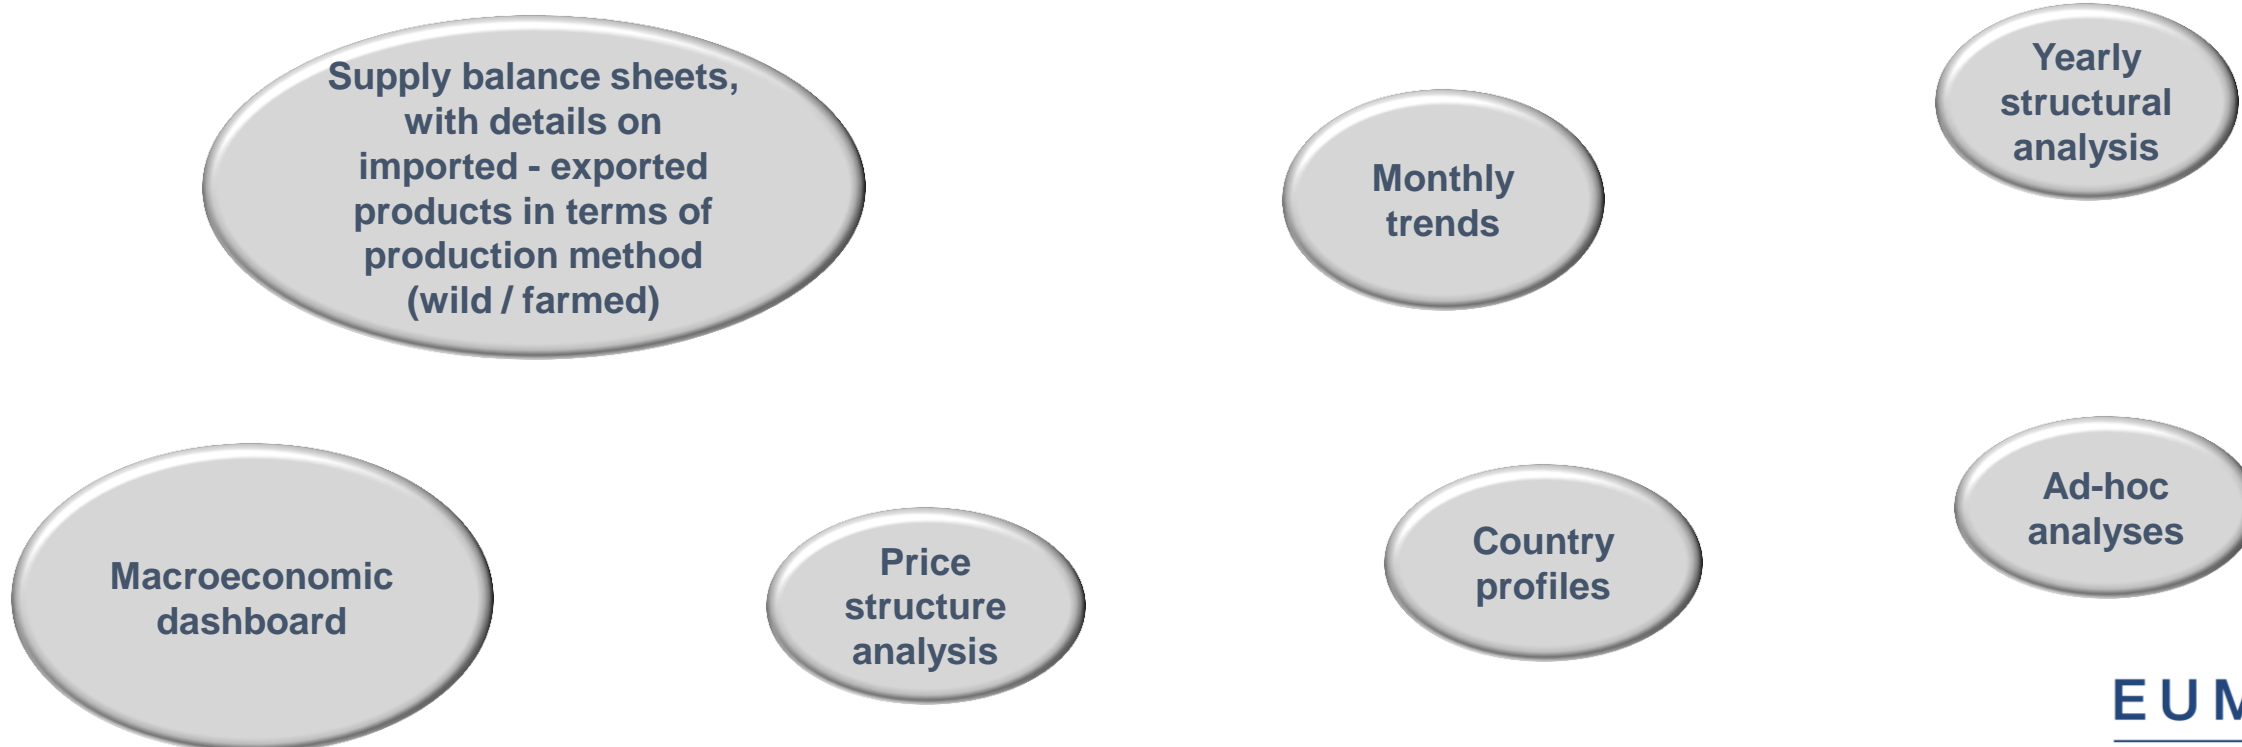 Supply balance sheets,
with details on
imported - exported
products in terms of
production method
(wild / farmed)
Monthly
trends
Yearly
structural
analysis
Macroeconomic
dashboard
Price
structure
analysis
Country
profiles
Ad-hoc
analyses
EUM